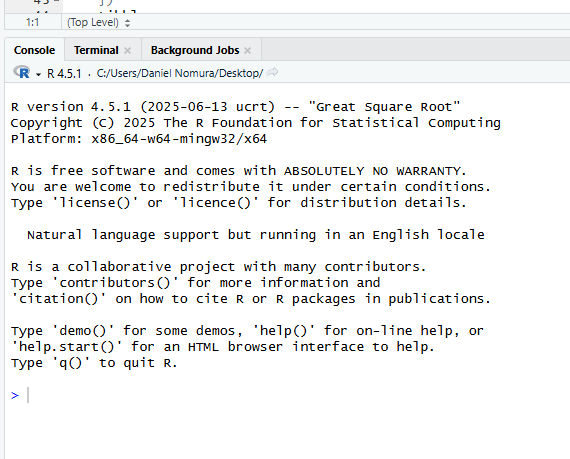 1:1 (Top Level)
Console Terminal Background Jobs
R R 4.5.1 · C:/Users/Daniel Nomura/Desktop/
R version 4.5.1 (2025-06-13 ucrt) -- "Great Square Root"
Copyright (C) 2025 The R Foundation for Statistical Computing
Platform: x86_64-w64-mingw32/x64
R is free software and comes with ABSOLUTELY NO WARRANTY.
You are welcome to redistribute it under certain conditions.
Type 'license()' or 'licence()' for distribution details.
Natural language support but running in an English locale
R is a collaborative project with many contributors.
Type 'contributors()' for more information and
'citation()' on how to cite R or R packages in publications.
Type 'demo()' for some demos, 'help()' for on-line help, or
'help.start()' for an HTML browser interface to help.
Type 'q()' to quit R.
>